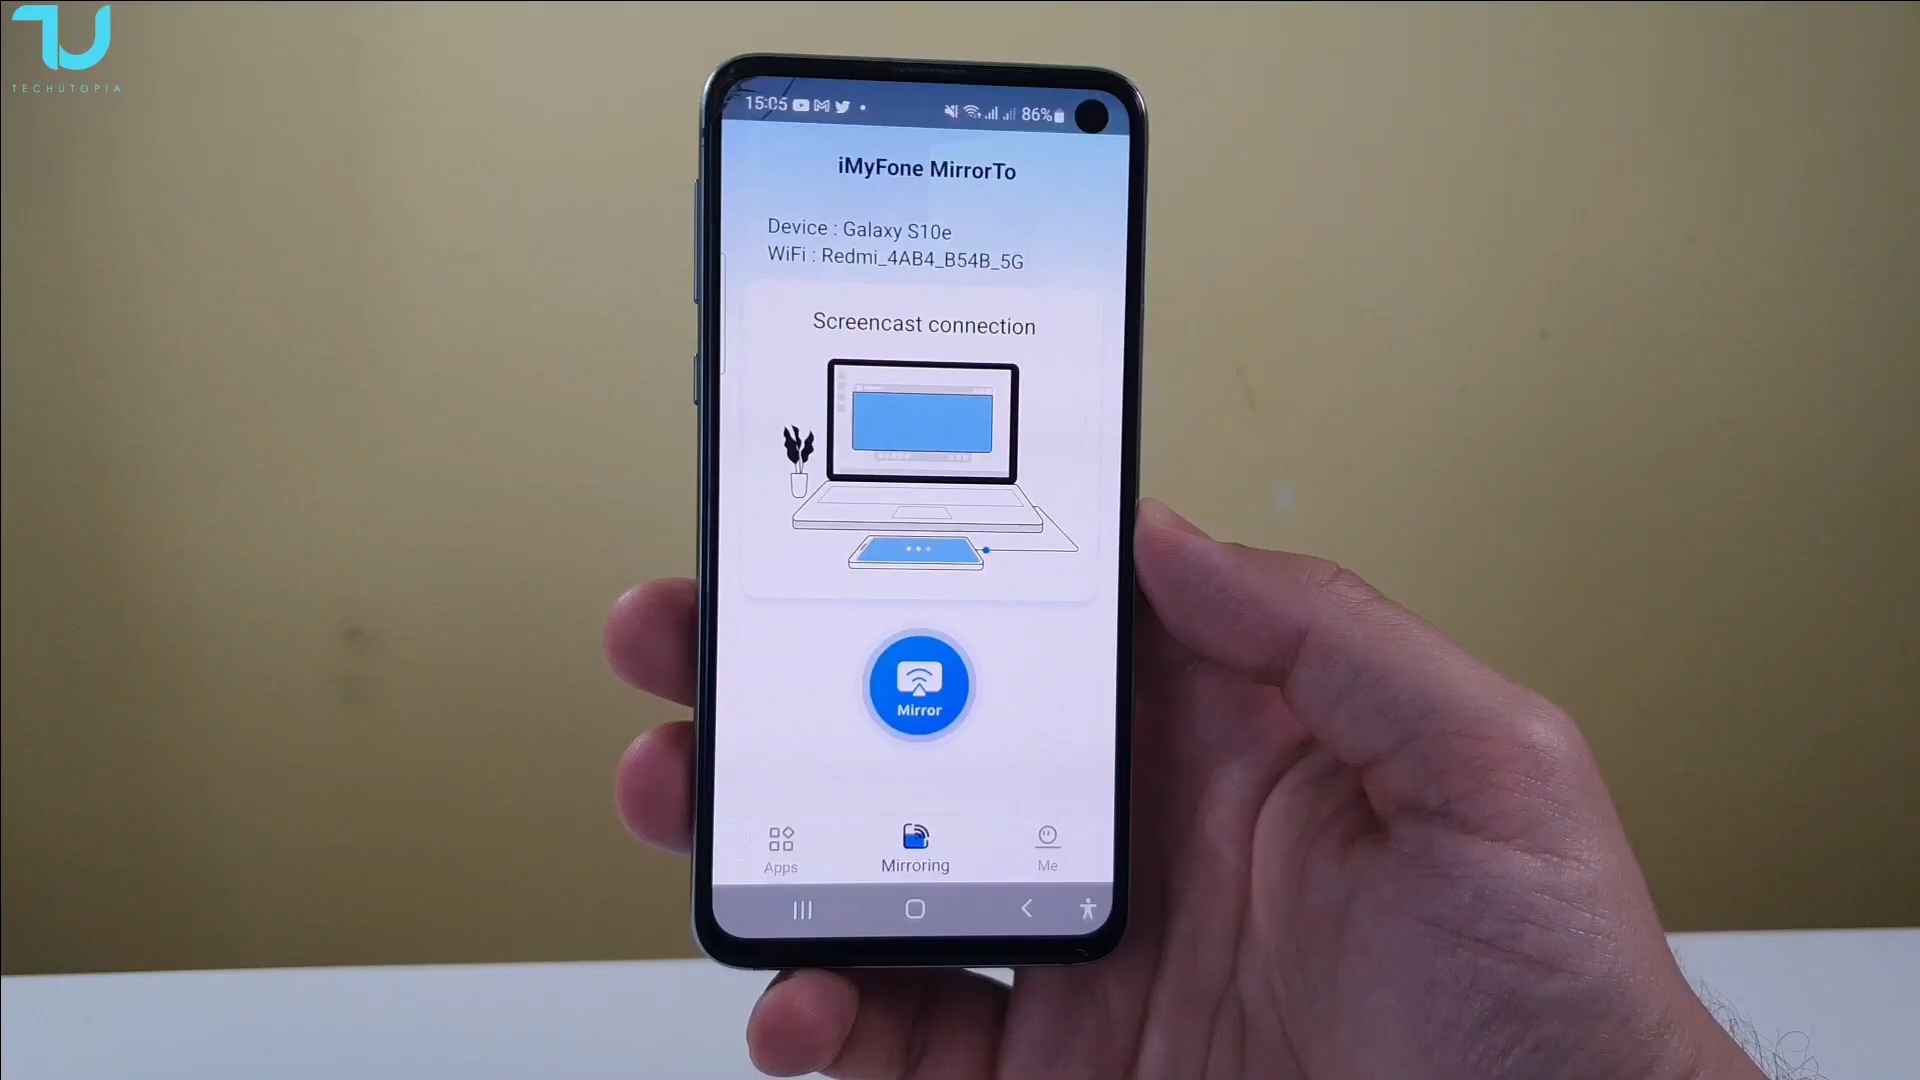 TECHUTOPIA
15:05
86%
iMyFone MirrorTo
Device : Galaxy S10e
WiFi : Redmi_4AB4_B54B_5G
Screencast connection
Mirror
Apps
Mirroring
Me